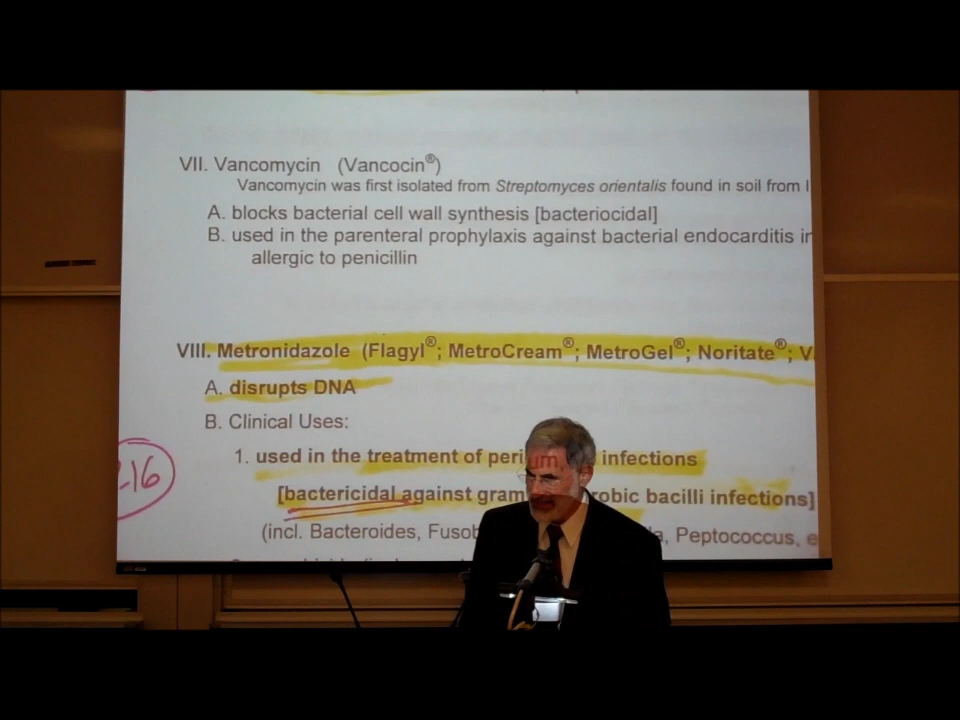 VII. Vancomycin (Vancocin®)
Vancomycin was first isolated from Streptomyces orientalis found in soil from
A. blocks bacterial cell wall synthesis [bacteriocidal]
B. used in the parenteral prophylaxis against bacterial endocarditis in
allergic to penicillin
VIII. Metronidazole (Flagyl®; MetroCream®; MetroGel®; Noritate®; V
A. disrupts DNA
B. Clinical Uses:
1. used in the treatment of peri um, infections
216
[bactericidal against gram robic bacilli infections]
(incl. Bacteroides, Fusob a, Peptococcus, e